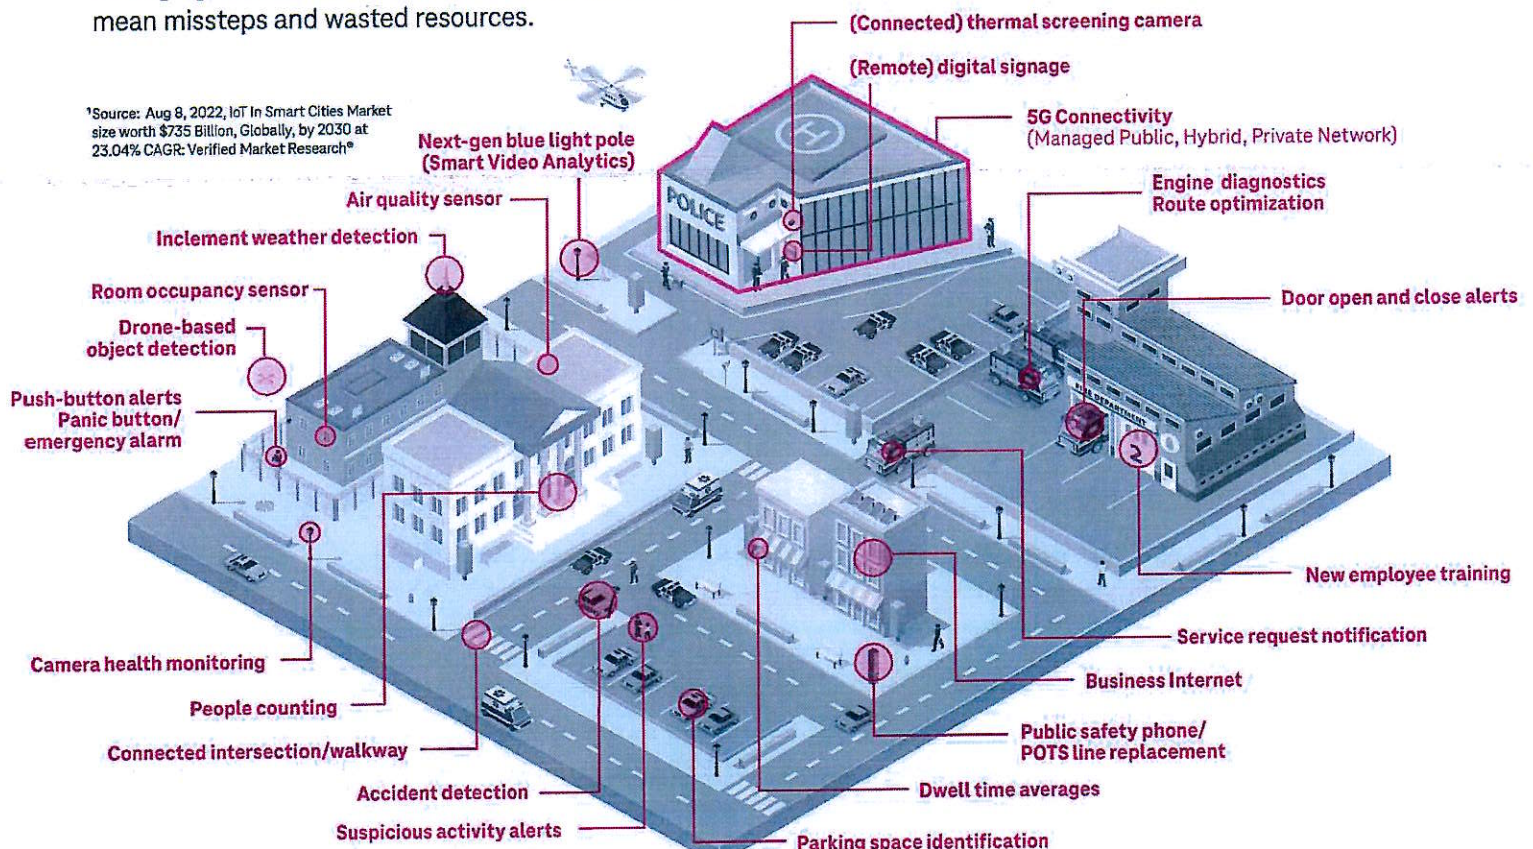 mean missteps and wasted resources.
¹Source: Aug 8, 2022, IoT In Smart Cities Market
size worth $735 Billion, Globally, by 2030 at
23.04% CAGR: Verified Market Research®
(Connected) thermal screening camera
(Remote) digital signage
5G Connectivity
(Managed Public, Hybrid, Private Network)
Next-gen blue light pole
(Smart Video Analytics)
Engine diagnostics
Route optimization
Air quality sensor
Inclement weather detection
Room occupancy sensor
Drone-based
object detection
Push-button alerts
Panic button/
emergency alarm
Door open and close alerts
H
POLICE
FIRE DEPARTMENT
2
New employee training
Service request notification
Business Internet
Public safety phone/
POTS line replacement
Dwell time averages
Parking space identification
Camera health monitoring
People counting
Connected intersection/walkway
Accident detection
Suspicious activity alerts